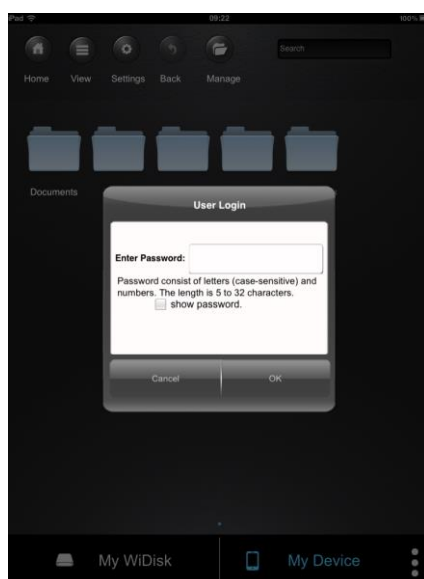 iPad 09:22 100%
Search
Home View Settings Back Manage
Documents
User Login
Enter Password:
Password consist of letters (case-sensitive) and
numbers. The length is 5 to 32 characters.
show password.
Cancel OK
My WiDisk My Device